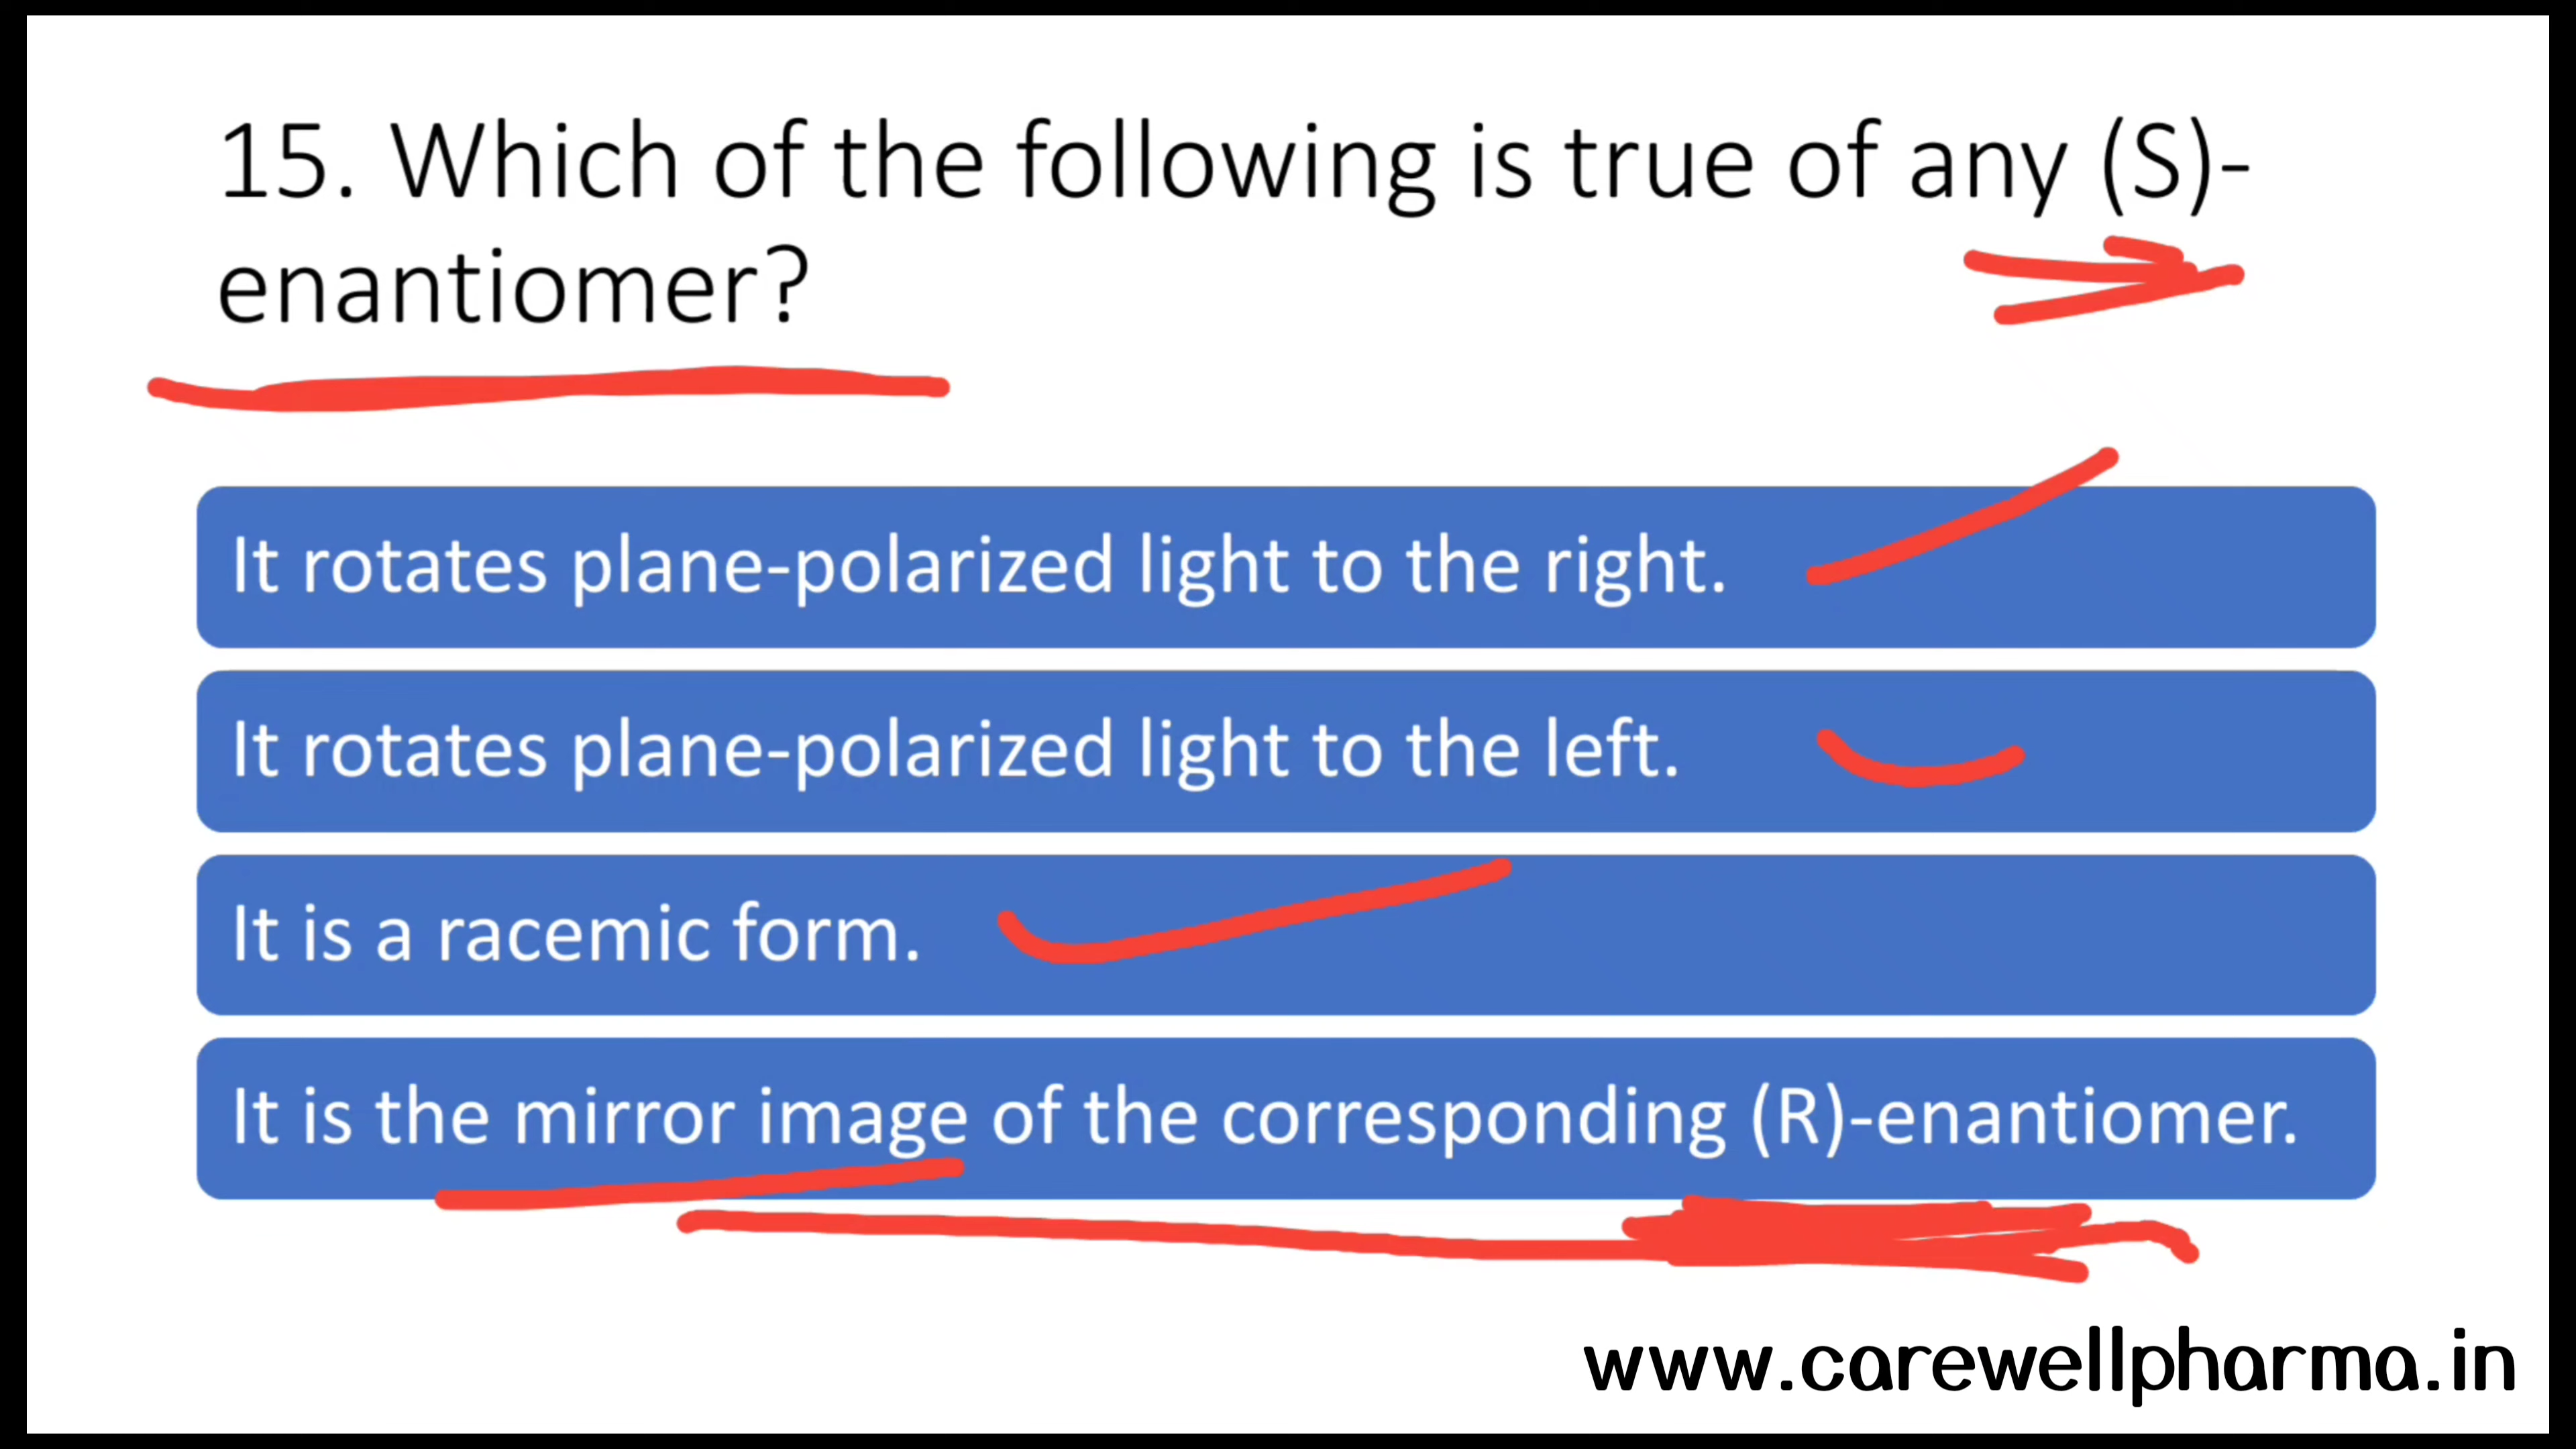 15. Which of the following is true of any (S)-
enantiomer?
It rotates plane-polarized light to the right.
It rotates plane-polarized light to the left.
It is a racemic form.
It is the mirror image of the corresponding (R)-enantiomer.
www.carewellpharma.in